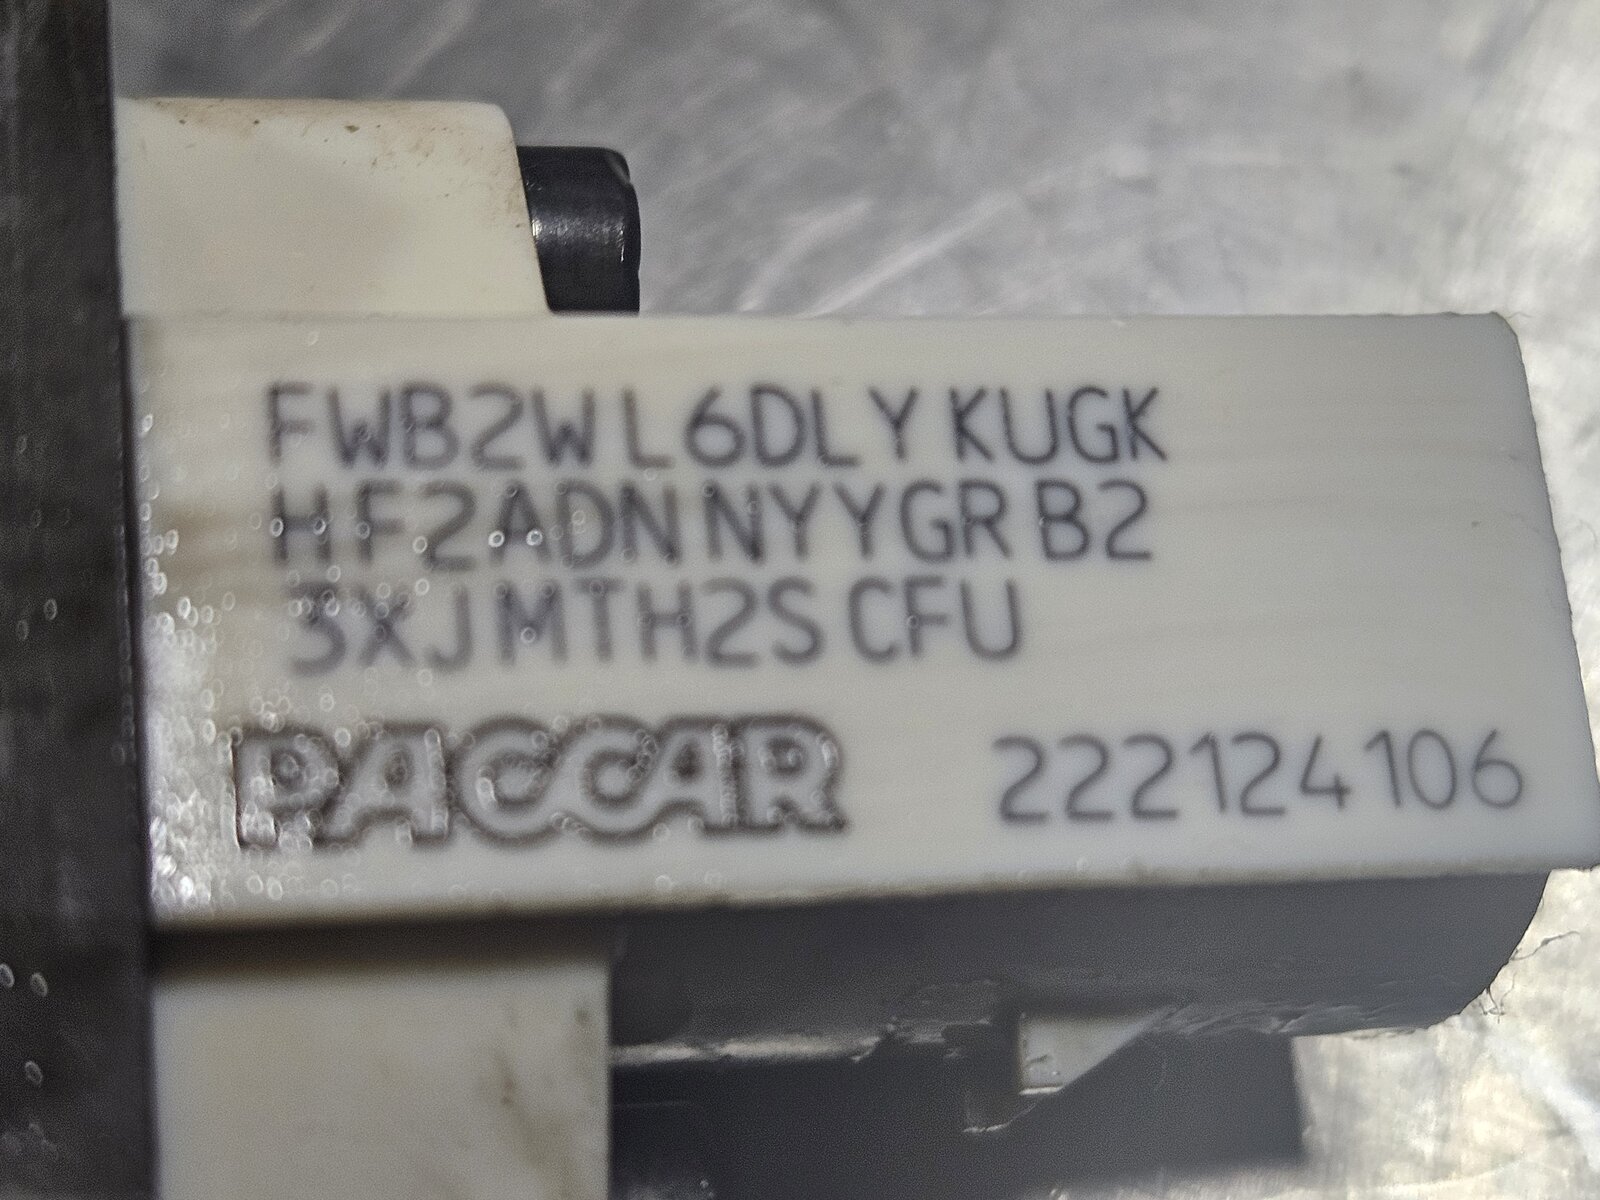 FWB2WL6DLYKUGK
HF2ADNNYYGRB2
3XJMTH2SCFU
PACCAR 222124106